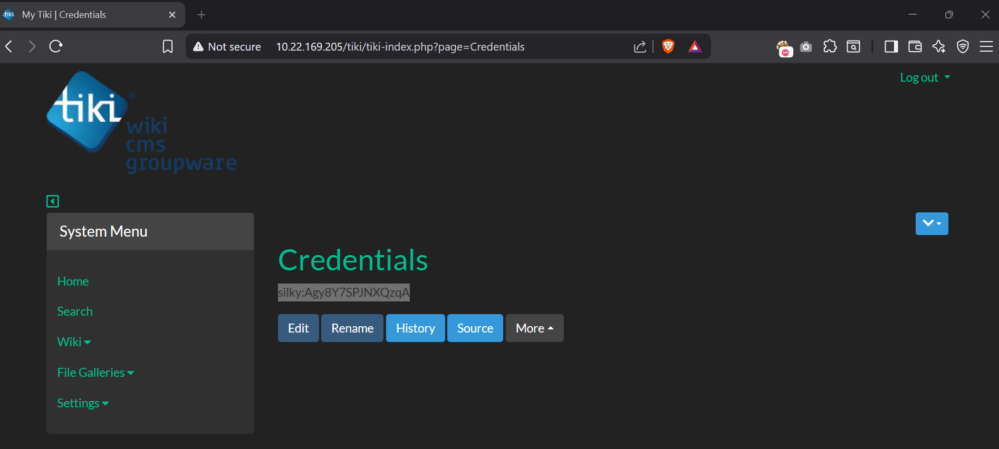 My Tiki | Credentials
Not secure 10.22.169.205/tiki/tiki-index.php?page=Credentials
Log out
tiki®
wiki
cms
groupware
System Menu
Home
Search
Wiki
File Galleries
Settings
Credentials
silky:Agy8Y7SPJNXQzqA
Edit Rename History Source More